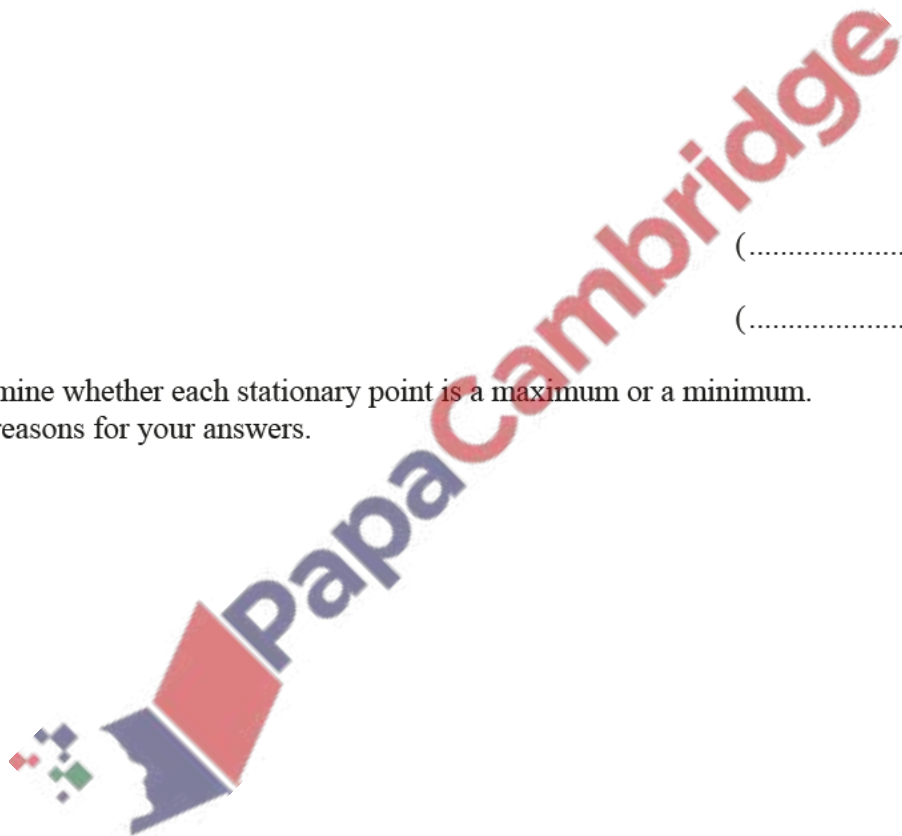 (....................
(....................
mine whether each stationary point is a maximum or a minimum.
reasons for your answers.
PapaCambridge